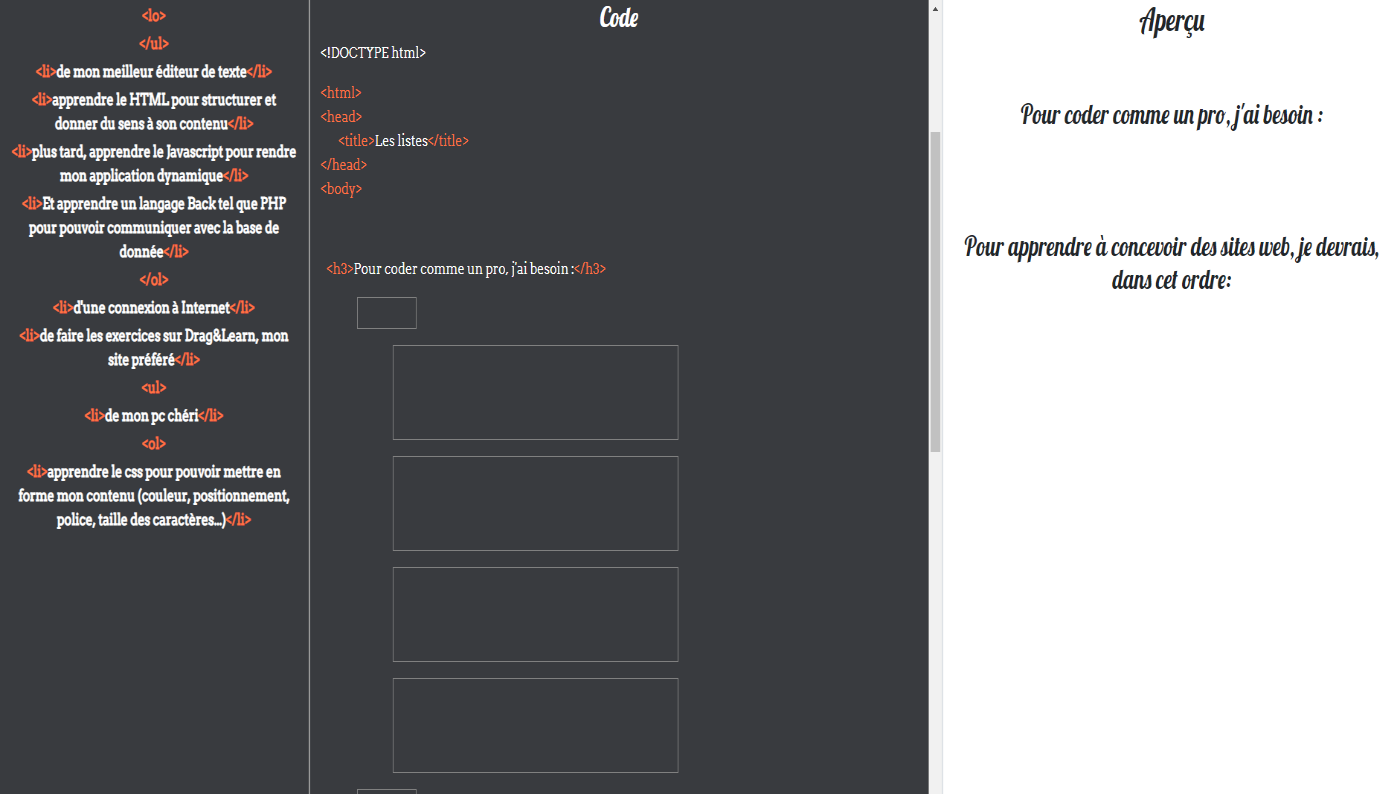 <lo>
</ul>
<li>de mon meilleur éditeur de texte</li>
<li>apprendre le HTML pour structurer et
donner du sens à son contenu</li>
<li>plus tard, apprendre le Javascript pour rendre
mon application dynamique</li>
<li>Et apprendre un langage Back tel que PHP
pour pouvoir communiquer avec la base de
donnée</li>
</ol>
<li>d'une connexion à Internet</li>
<li>de faire les exercices sur Drag&Learn, mon
site préféré</li>
<ul>
<li>de mon pc chéri</li>
<ol>
<li>apprendre le css pour pouvoir mettre en
forme mon contenu (couleur, positionnement,
police, taille des caractères...)</li>
Code
<!DOCTYPE html>
<html>
<head>
<title>Les listes</title>
</head>
<body>
<h3>Pour coder comme un pro, j'ai besoin :</h3>
Aperçu
Pour coder comme un pro, j'ai besoin :
Pour apprendre à concevoir des sites web, je devrais,
dans cet ordre: